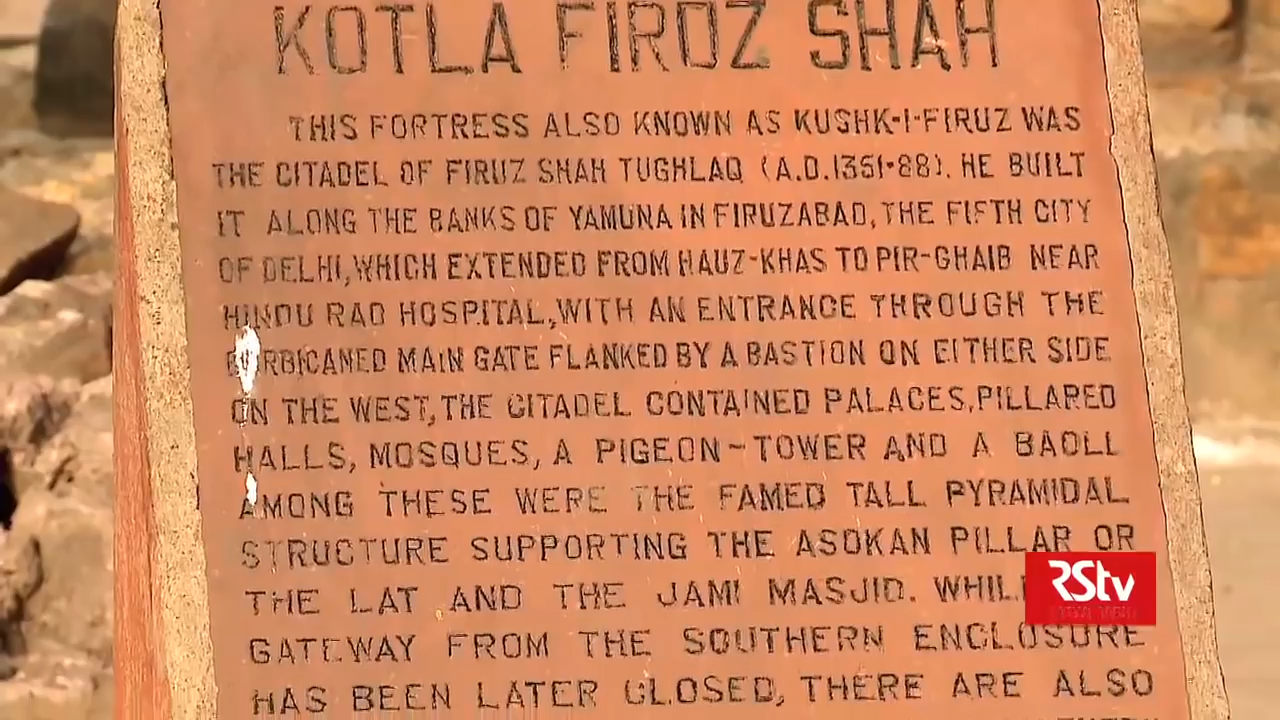 KOTLA FIROZ SHAH
THIS FORTRESS ALSO KNOWN AS KUSHK-I-FIRUZ WAS
THE CITADEL OF FIRUZ SHAH TUGHLAQ (A.D.1351-88). HE BUILT
IT ALONG THE BANKS OF YAMUNA IN FIRUZABAD, THE FIFTH CITY
OF DELHI, WHICH EXTENDED FROM HAUZ-KHAS TO PIR-GHAIB NEAR
HINDU RAO HOSPITAL, WITH AN ENTRANCE THROUGH THE
MAIN GATE FLANKED BY A BASTION ON EITHER SIDE
ON THE WEST, THE CITADEL CONTAINED PALACES, PILLARED
HALLS, MOSQUES, A PIGEON-TOWER AND A BAOLL
AMONG THESE WERE THE FAMED TALL PYRAMIDAL
STRUCTURE SUPPORTING THE ASOKAN PILLAR OR
THE LAT AND THE JAMI MASJID.
GATEWAY FROM THE SOUTHERN ENCLOSURE
HAS BEEN LATER CLOSED, THERE ARE ALSO
RStv